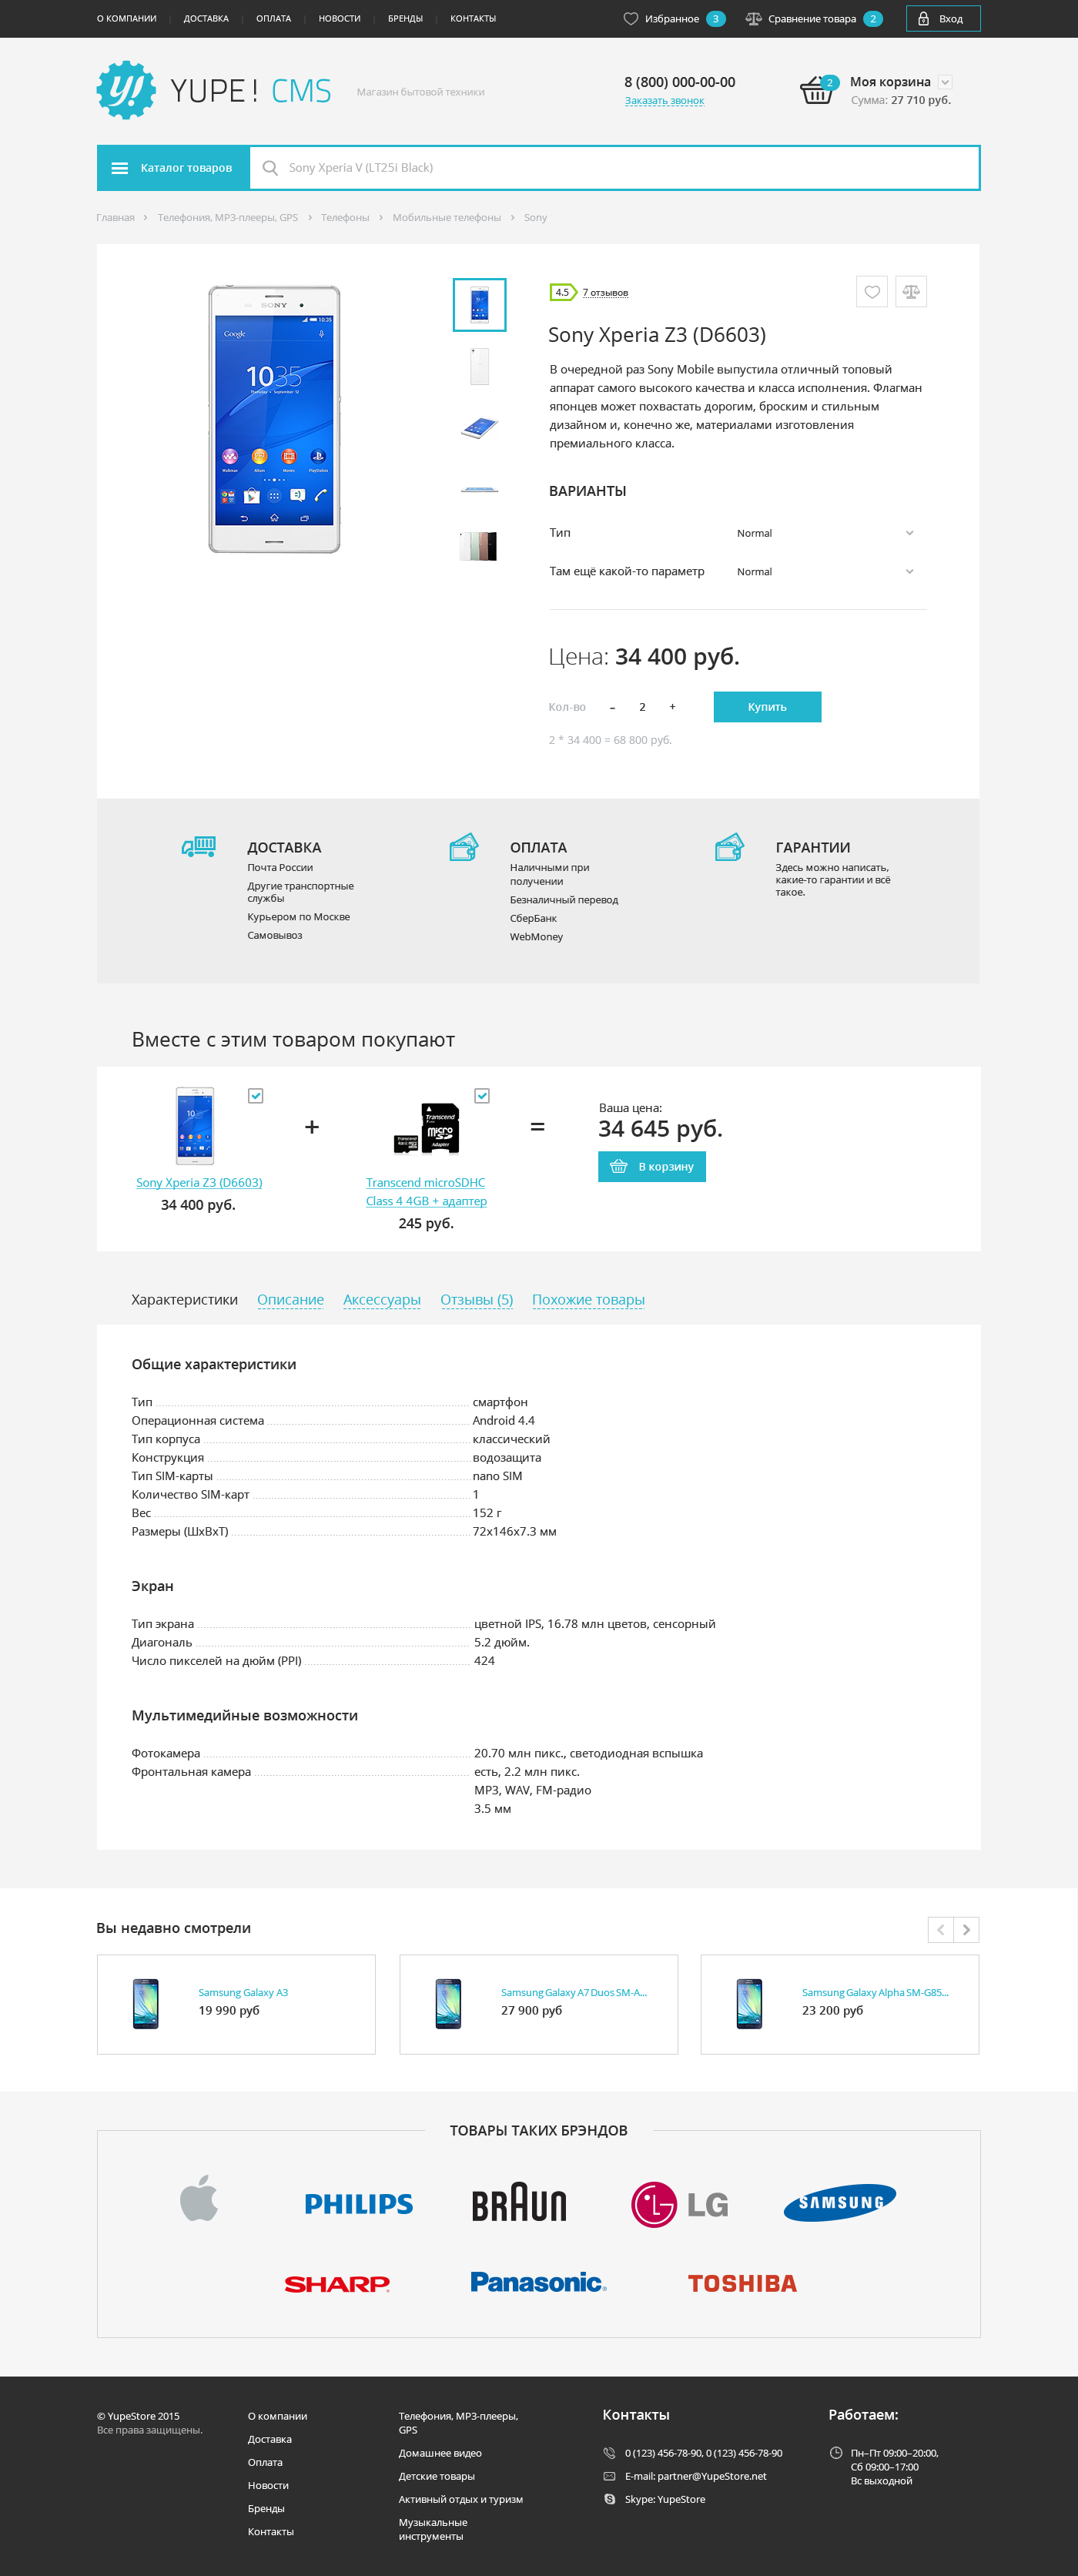 О КОМПАНИИ | ДОСТАВКА | ОПЛАТА | НОВОСТИ | БРЕНДЫ | КОНТАКТЫ
Избранное 3
Сравнение товара 2
Вход
YUPE! CMS
Магазин бытовой техники
8 (800) 000-00-00
Заказать звонок
2
Моя корзина
Сумма: 27 710 руб.
Каталог товаров
Sony Xperia V (LT25i Black)
Главная > Телефония, MP3-плееры, GPS > Телефоны > Мобильные телефоны > Sony
SONY
10:35
Google
10 35
Thursday, September 12
Walkman Album Movies PlayStation
4.5
7 отзывов
Sony Xperia Z3 (D6603)
В очередной раз Sony Mobile выпустила отличный топовый
аппарат самого высокого качества и класса исполнения. Флагман
японцев может похвастать дорогим, броским и стильным
дизайном и, конечно же, материалами изготовления
премиального класса.
ВАРИАНТЫ
Тип Normal
Там ещё какой-то параметр Normal
Цена: 34 400 руб.
Кол-во – 2 + Купить
2 * 34 400 = 68 800 руб.
ДОСТАВКА
Почта России
Другие транспортные
службы
Курьером по Москве
Самовывоз
ОПЛАТА
Наличными при
получении
Безналичный перевод
СберБанк
WebMoney
ГАРАНТИИ
Здесь можно написать,
какие-то гарантии и всё
такое.
Вместе с этим товаром покупают
Sony Xperia Z3 (D6603)
34 400 руб.
+
Transcend
micro
SD
Adapter
Transcend microSDHC
Class 4 4GB + адаптер
245 руб.
=
Ваша цена:
34 645 руб.
В корзину
Характеристики Описание Аксессуары Отзывы (5) Похожие товары
Общие характеристики
Тип смартфон
Операционная система Android 4.4
Тип корпуса классический
Конструкция водозащита
Тип SIM-карты nano SIM
Количество SIM-карт 1
Вес 152 г
Размеры (ШxВxТ) 72x146x7.3 мм
Экран
Тип экрана цветной IPS, 16.78 млн цветов, сенсорный
Диагональ 5.2 дюйм.
Число пикселей на дюйм (PPI) 424
Мультимедийные возможности
Фотокамера 20.70 млн пикс., светодиодная вспышка
Фронтальная камера есть, 2.2 млн пикс.
MP3, WAV, FM-радио
3.5 мм
Вы недавно смотрели
Samsung Galaxy A3
19 990 руб
Samsung Galaxy A7 Duos SM-A...
27 900 руб
Samsung Galaxy Alpha SM-G85...
23 200 руб
ТОВАРЫ ТАКИХ БРЭНДОВ
PHILIPS BRAUN LG SAMSUNG
SHARP Panasonic TOSHIBA
© YupeStore 2015
Все права защищены.
О компании
Доставка
Оплата
Новости
Бренды
Контакты
Телефония, MP3-плееры,
GPS
Домашнее видео
Детские товары
Активный отдых и туризм
Музыкальные
инструменты
Контакты
0 (123) 456-78-90, 0 (123) 456-78-90
E-mail: partner@YupeStore.net
Skype: YupeStore
Работаем:
Пн–Пт 09:00–20:00,
Сб 09:00–17:00
Вс выходной